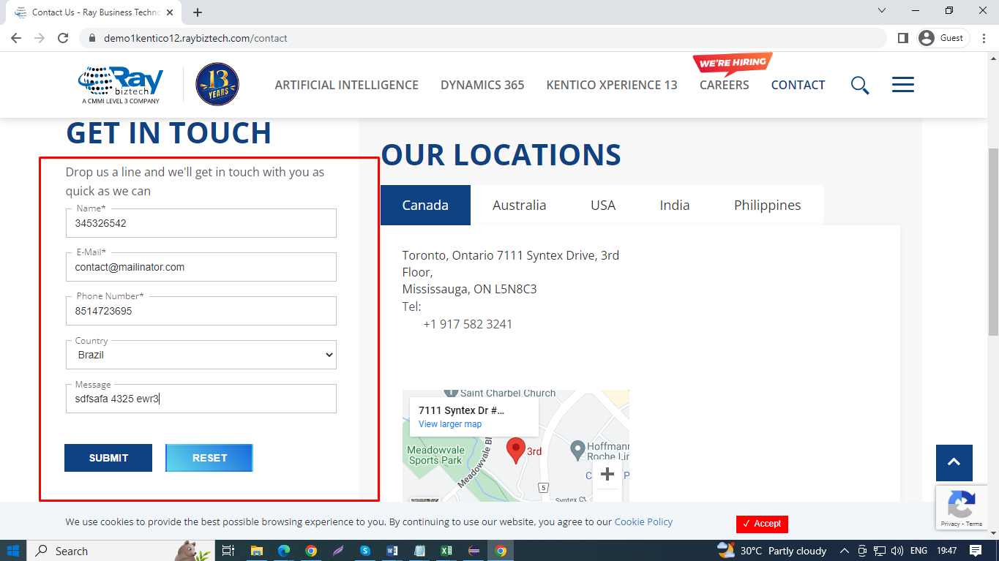 Contact Us - Ray Business Techno
demo1kentico12.raybiztech.com/contact
Guest
Ray
biztech
A CMMI LEVEL 3 COMPANY
13
YEARS
ARTIFICIAL INTELLIGENCE
DYNAMICS 365
KENTICO XPERIENCE 13
WE'RE HIRING
CAREERS
CONTACT
GET IN TOUCH
Drop us a line and we'll get in touch with you as
quick as we can
Name*
345326542
E-Mail*
contact@mailinator.com
Phone Number*
8514723695
Country
Brazil
Message
sdfsafa 4325 ewr3
SUBMIT
RESET
OUR LOCATIONS
Canada
Australia
USA
India
Philippines
Toronto, Ontario 7111 Syntex Drive, 3rd
Floor,
Mississauga, ON L5N8C3
Tel:
+1 917 582 3241
Saint Charbel Church
7111 Syntex Dr #...
View larger map
Meadowvale
Sports Park
Meadowvale Bl
3rd
Hoffmann
Roche Lim
C
P
5
Syntex Ct
Privacy - Terms
We use cookies to provide the best possible browsing experience to you. By continuing to use our website, you agree to our Cookie Policy
✓ Accept
Search
30°C Partly cloudy
ENG
19:47